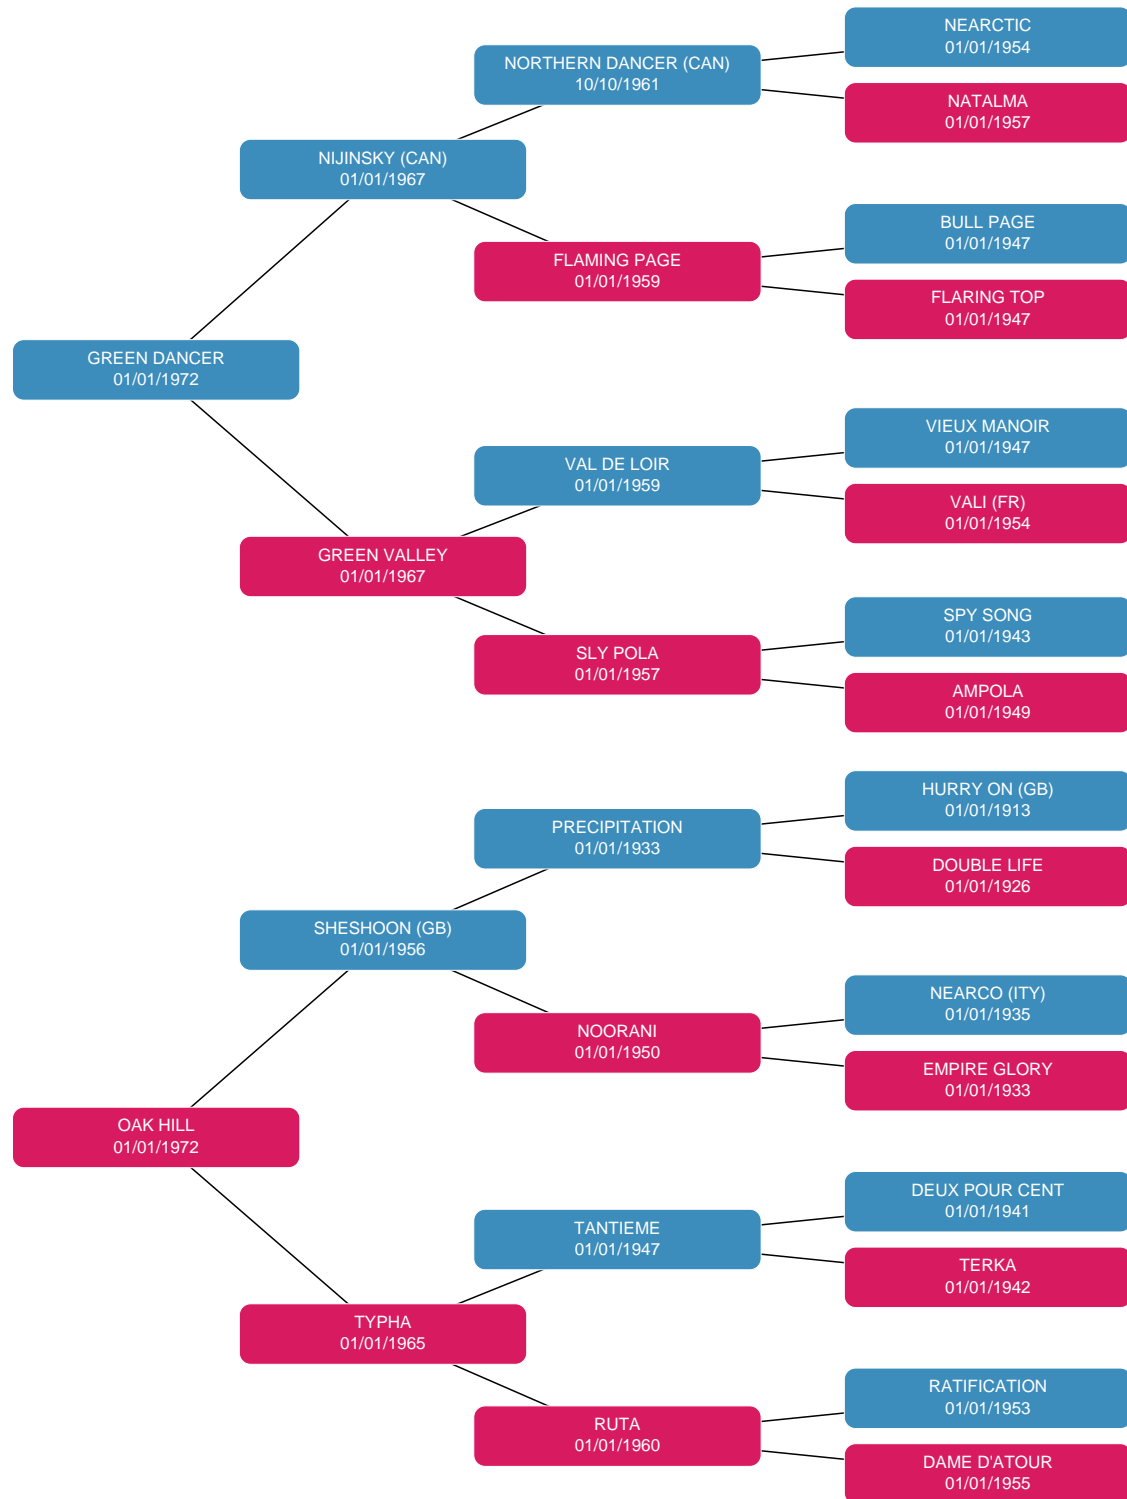 NEARCTIC
01/01/1954
NORTHERN DANCER (CAN)
10/10/1961
NATALMA
01/01/1957
NIJINSKY (CAN)
01/01/1967
BULL PAGE
01/01/1947
FLAMING PAGE
01/01/1959
FLARING TOP
01/01/1947
GREEN DANCER
01/01/1972
VIEUX MANOIR
01/01/1947
VAL DE LOIR
01/01/1959
VALI (FR)
01/01/1954
GREEN VALLEY
01/01/1967
SPY SONG
01/01/1943
SLY POLA
01/01/1957
AMPOLA
01/01/1949
HURRY ON (GB)
01/01/1913
PRECIPITATION
01/01/1933
DOUBLE LIFE
01/01/1926
SHESHOON (GB)
01/01/1956
NEARCO (ITY)
01/01/1935
NOORANI
01/01/1950
EMPIRE GLORY
01/01/1933
OAK HILL
01/01/1972
DEUX POUR CENT
01/01/1941
TANTIEME
01/01/1947
TERKA
01/01/1942
TYPHA
01/01/1965
RATIFICATION
01/01/1953
RUTA
01/01/1960
DAME D'ATOUR
01/01/1955